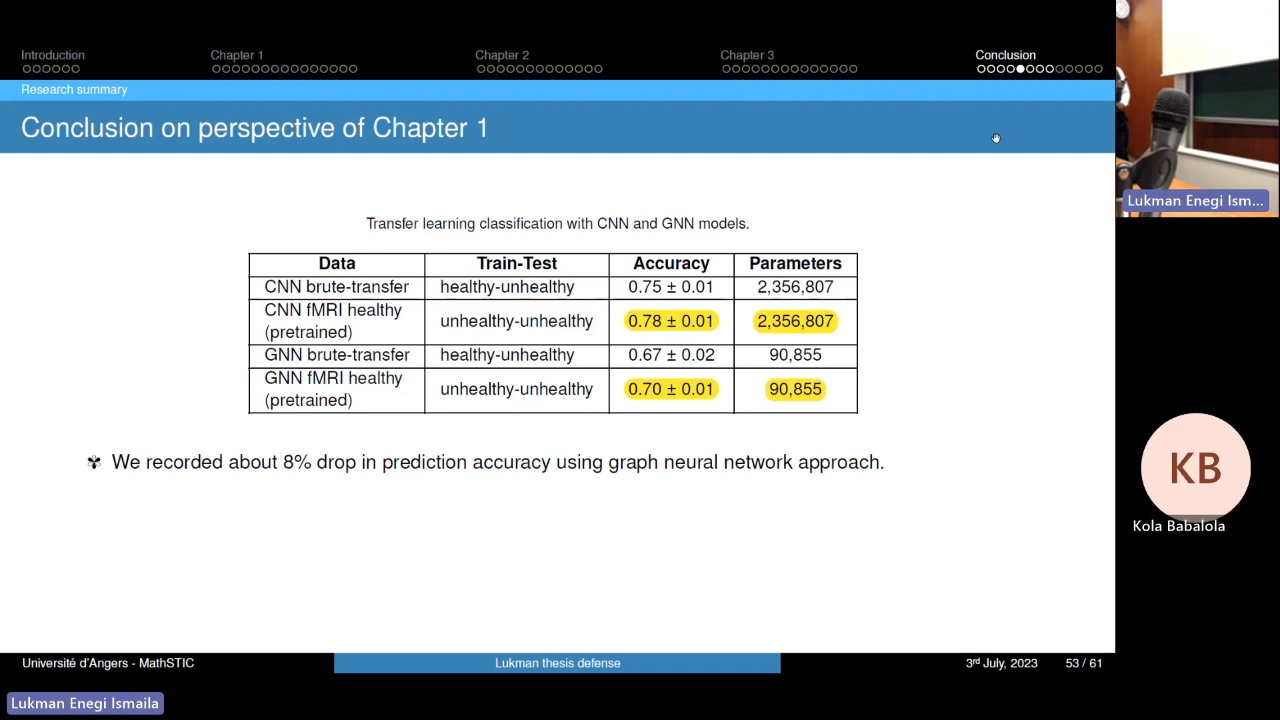 Introduction
Chapter 1
Chapter 2
Chapter 3
Conclusion
Research summary
Conclusion on perspective of Chapter 1
Transfer learning classification with CNN and GNN models.
Data Train-Test Accuracy Parameters
CNN brute-transfer healthy-unhealthy 0.75 ± 0.01 2,356,807
CNN fMRI healthy
(pretrained) unhealthy-unhealthy 0.78 ± 0.01 2,356,807
GNN brute-transfer healthy-unhealthy 0.67 ± 0.02 90,855
GNN fMRI healthy
(pretrained) unhealthy-unhealthy 0.70 ± 0.01 90,855
We recorded about 8% drop in prediction accuracy using graph neural network approach.
Université d'Angers - MathSTIC
Lukman thesis defense
3rd July, 2023
53 / 61
Lukman Enegi Ism...
KB
Kola Babalola
Lukman Enegi Ismaila